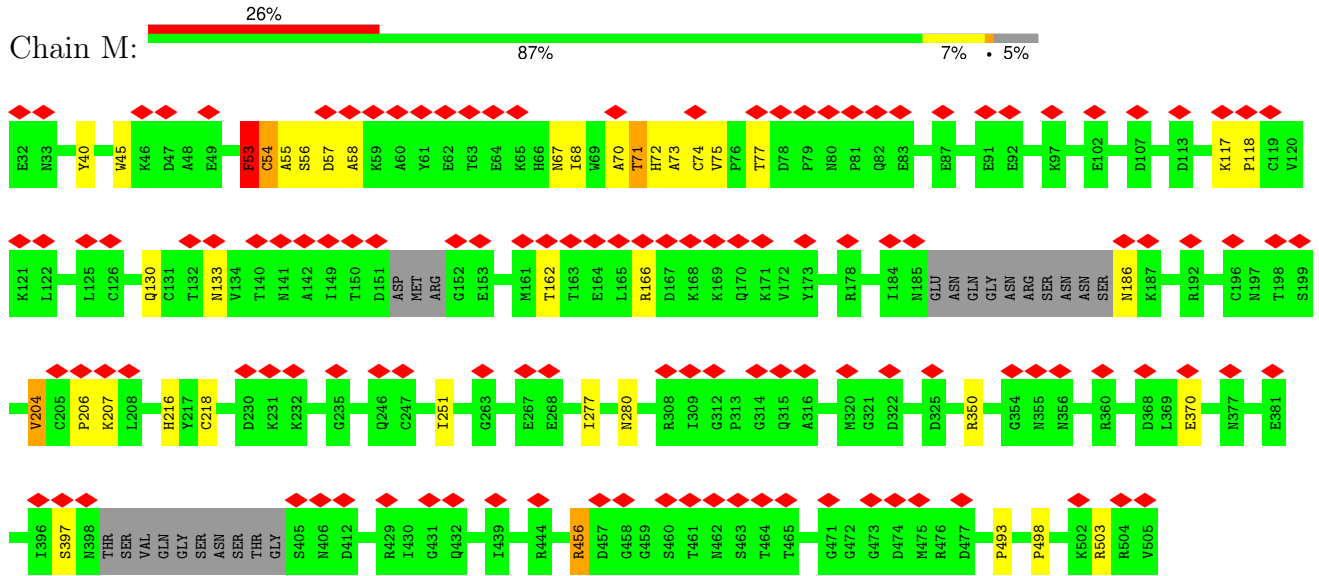 26%
Chain M:
87% 7% • 5%
E32 N33 Y40 W45 K46 D47 A48 E49 F53 C54 A55 S56 D57 A58 K59 A60 Y61 E62 T63 E64 K65 H66 N67 I68 W69 A70 T71 H72 A73 C74 V75 P76 T77 D78 P79 N80 P81 Q82 E83 E87 E91 E92 K97 E102 D107 D113 K117 P118 C119 V120
K121 L122 L125 C126 Q130 C131 T132 N133 V134 T140 N141 A142 I149 T150 D151 ASP MET ARG G152 E153 M161 T162 T163 E164 L165 R166 D167 K168 K169 Q170 K171 V172 Y173 R178 I184 N185 GLU ASN GLN GLY ASN ARG SER ASN ASN SER N186 K187 R192 C196 N197 T198 S199
V204 C205 P206 K207 L208 H216 Y217 C218 D230 K231 K232 G235 Q246 C247 I251 G263 E267 E268 I277 N280 R308 I309 G312 P313 G314 Q315 A316 M320 G321 D322 D325 R350 G354 N355 N356 R360 D368 L369 E370 N377 E381
I396 S397 N398 THR SER VAL GLN GLY SER ASN SER THR GLY S405 N406 D412 R429 I430 G431 Q432 I439 R444 R456 D457 G458 G459 S460 T461 N462 S463 T464 T465 G471 G472 G473 D474 M475 R476 D477 P493 P498 K502 R503 R504 V505